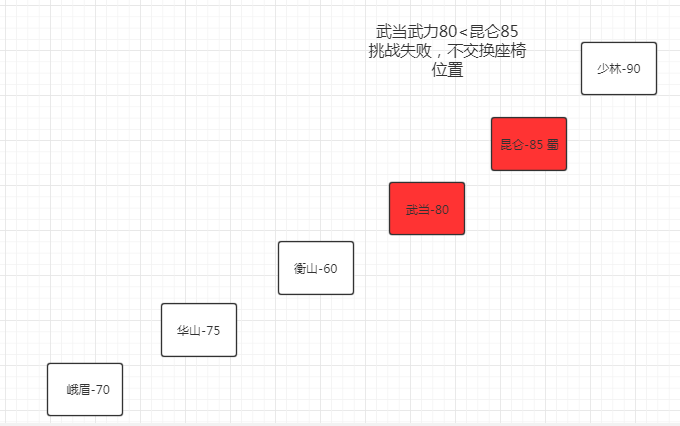 武当武力80<昆仑85
挑战失败，不交换座椅
位置
少林-90
昆仑-85 蜀
武当-80
衡山-60
华山-75
峨眉-70